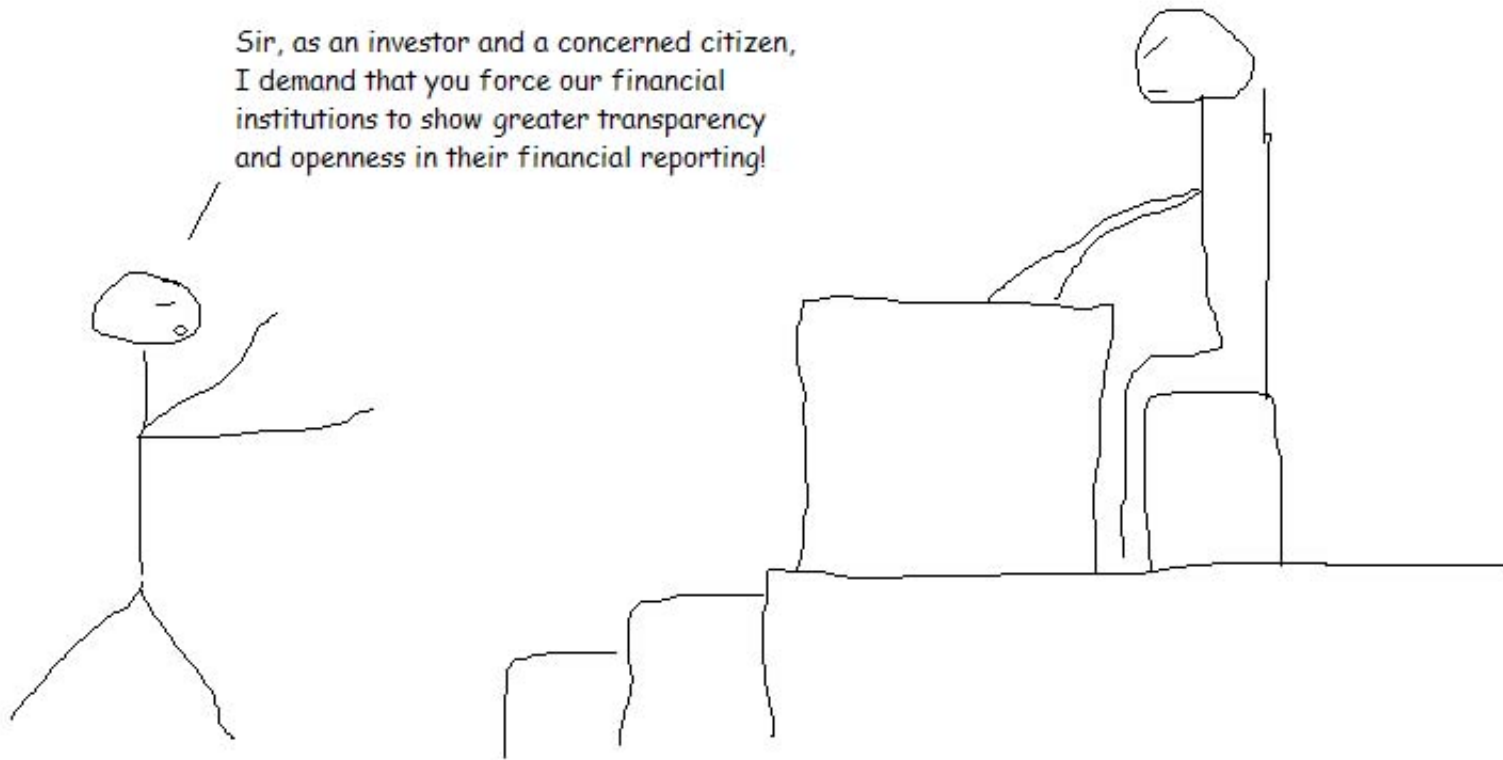 Sir, as an investor and a concerned citizen,
I demand that you force our financial
institutions to show greater transparency
and openness in their financial reporting!